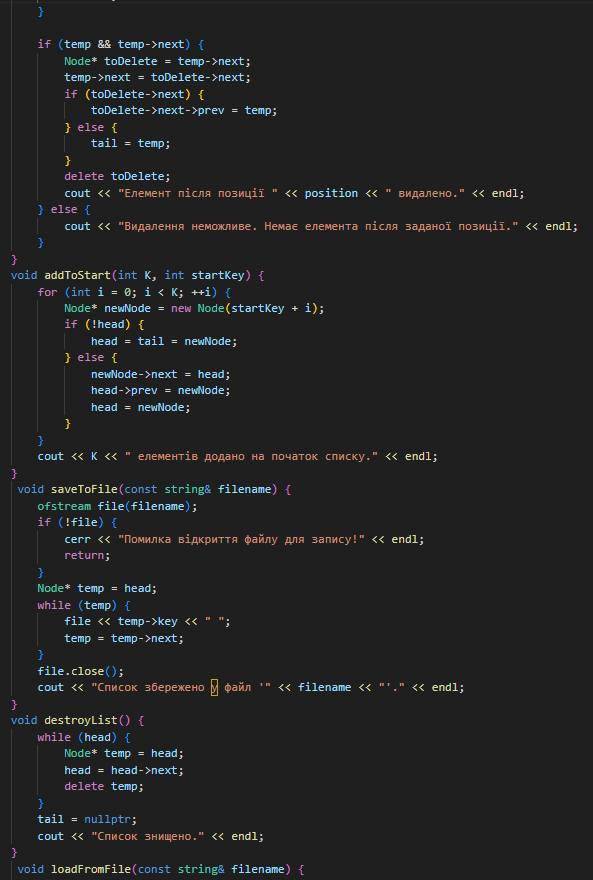 }

    if (temp && temp->next) {
        Node* toDelete = temp->next;
        temp->next = toDelete->next;
        if (toDelete->next) {
            toDelete->next->prev = temp;
        } else {
            tail = temp;
        }
        delete toDelete;
        cout << "Елемент після позиції " << position << " видалено." << endl;
    } else {
        cout << "Видалення неможливе. Немає елемента після заданої позиції." << endl;
    }
}
void addToStart(int K, int startKey) {
    for (int i = 0; i < K; ++i) {
        Node* newNode = new Node(startKey + i);
        if (!head) {
            head = tail = newNode;
        } else {
            newNode->next = head;
            head->prev = newNode;
            head = newNode;
        }
    }
    cout << K << " елементів додано на початок списку." << endl;
}
 void saveToFile(const string& filename) {
    ofstream file(filename);
    if (!file) {
        cerr << "Помилка відкриття файлу для запису!" << endl;
        return;
    }
    Node* temp = head;
    while (temp) {
        file << temp->key << " ";
        temp = temp->next;
    }
    file.close();
    cout << "Список збережено у файл '" << filename << "'." << endl;
}
void destroyList() {
    while (head) {
        Node* temp = head;
        head = head->next;
        delete temp;
    }
    tail = nullptr;
    cout << "Список знищено." << endl;
}
 void loadFromFile(const string& filename) {